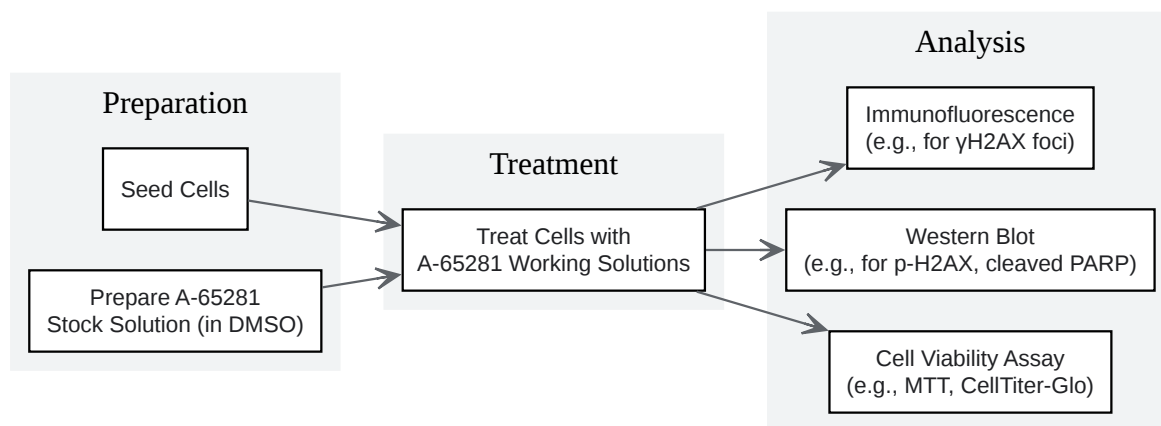 Preparation
Seed Cells
Prepare A-65281
Stock Solution (in DMSO)
Treatment
Treat Cells with
A-65281 Working Solutions
Analysis
Immunofluorescence
(e.g., for γH2AX foci)
Western Blot
(e.g., for p-H2AX, cleaved PARP)
Cell Viability Assay
(e.g., MTT, CellTiter-Glo)